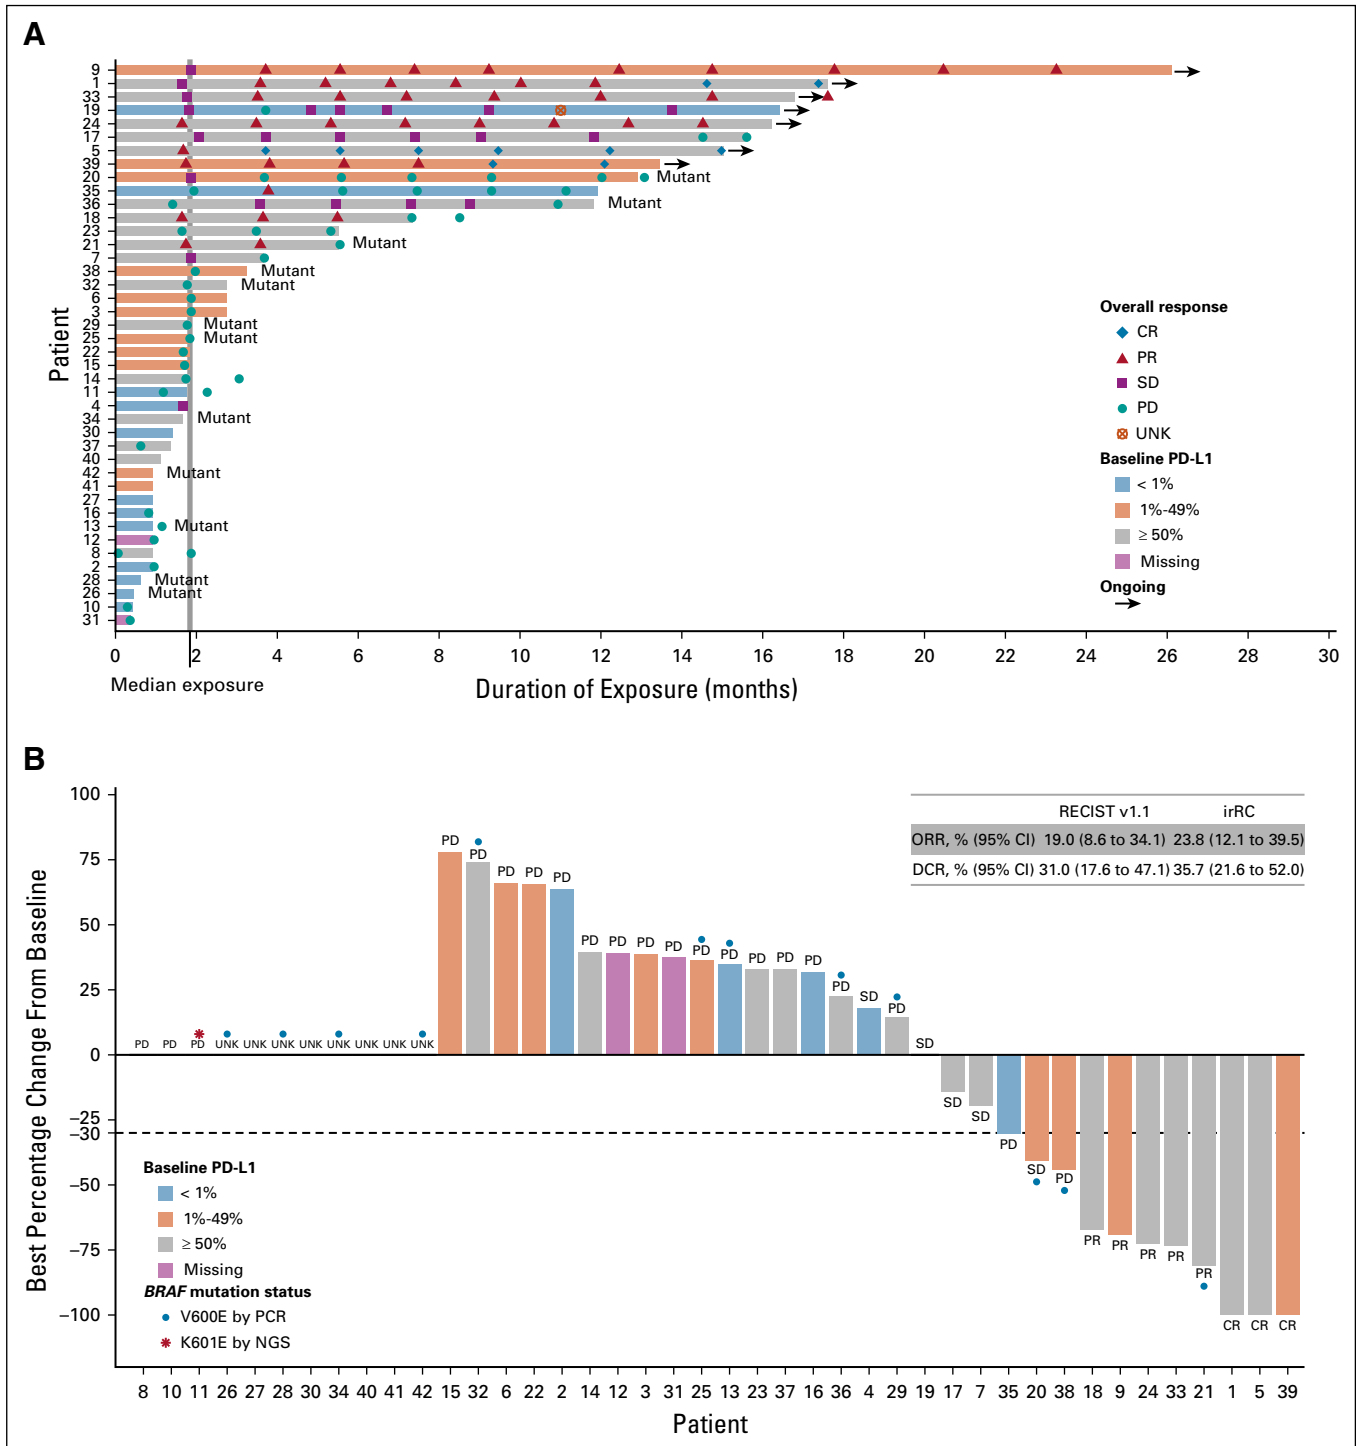 A
9
1
33
19
24
17
5
39
20 Mutant
35
36 Mutant
18
23
21 Mutant
7
38 Mutant
32 Mutant
6
3
29 Mutant
25 Mutant
22
15
14
11
4
34 Mutant
30
37
40
42 Mutant
41
27
16
13 Mutant
12
8
2
28 Mutant
26 Mutant
10
31
Patient
Overall response
CR
PR
SD
PD
UNK
Baseline PD-L1
< 1%
1%-49%
≥ 50%
Missing
Ongoing
0 2 4 6 8 10 12 14 16 18 20 22 24 26 28 30
Median exposure
Duration of Exposure (months)
B
RECIST v1.1 irRC
ORR, % (95% CI) 19.0 (8.6 to 34.1) 23.8 (12.1 to 39.5)
DCR, % (95% CI) 31.0 (17.6 to 47.1) 35.7 (21.6 to 52.0)
100
75
50
25
0
−25
−30
−50
−75
−100
Best Percentage Change From Baseline
PD PD PD UNK UNK UNK UNK UNK UNK UNK UNK PD PD PD PD PD PD PD PD PD PD PD PD PD PD PD SD PD SD SD SD PD SD PD PR PR PR PR PR CR CR CR
Baseline PD-L1
< 1%
1%-49%
≥ 50%
Missing
BRAF mutation status
V600E by PCR
K601E by NGS
8 10 11 26 27 28 30 34 40 41 42 15 32 6 22 2 14 12 3 31 25 13 23 37 16 36 4 29 19 17 7 35 20 38 18 9 24 33 21 1 5 39
Patient